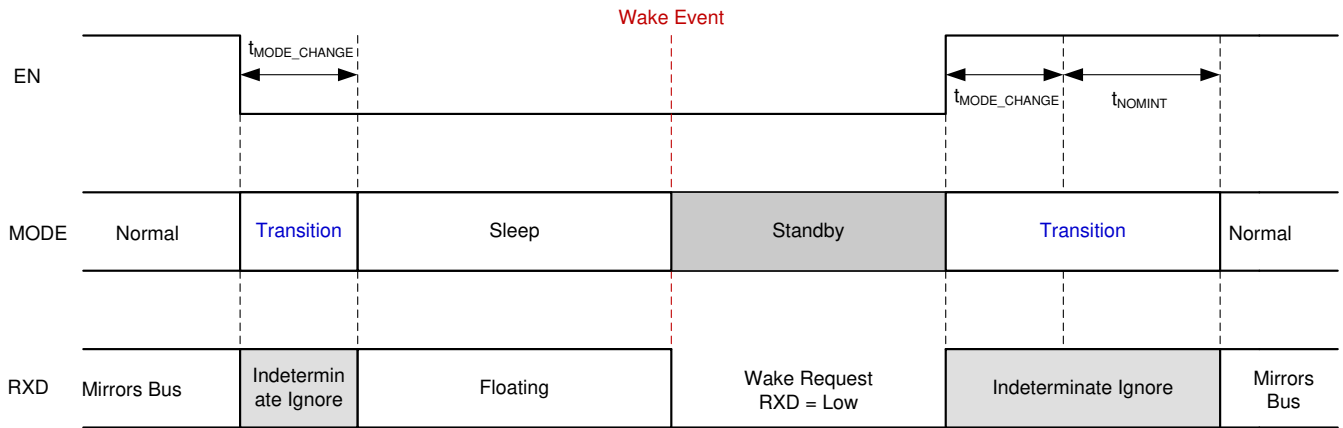 Wake Event
EN
tMODE_CHANGE
tMODE_CHANGE
tNOMINT
MODE
Normal
Transition
Sleep
Standby
Transition
Normal
RXD
Mirrors Bus
Indetermin
ate Ignore
Floating
Wake Request
RXD = Low
Indeterminate Ignore
Mirrors
Bus